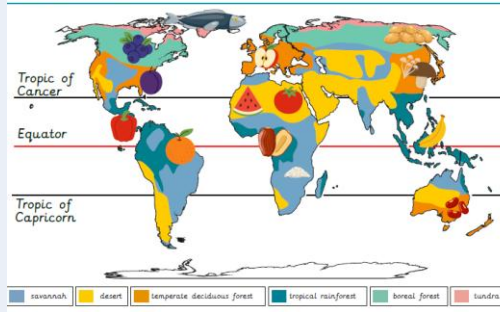 Tropic of
Cancer
Equator
Tropic of
Capricorn
savannah
desert
temperate deciduous forest
tropical rainforest
boreal forest
tundra